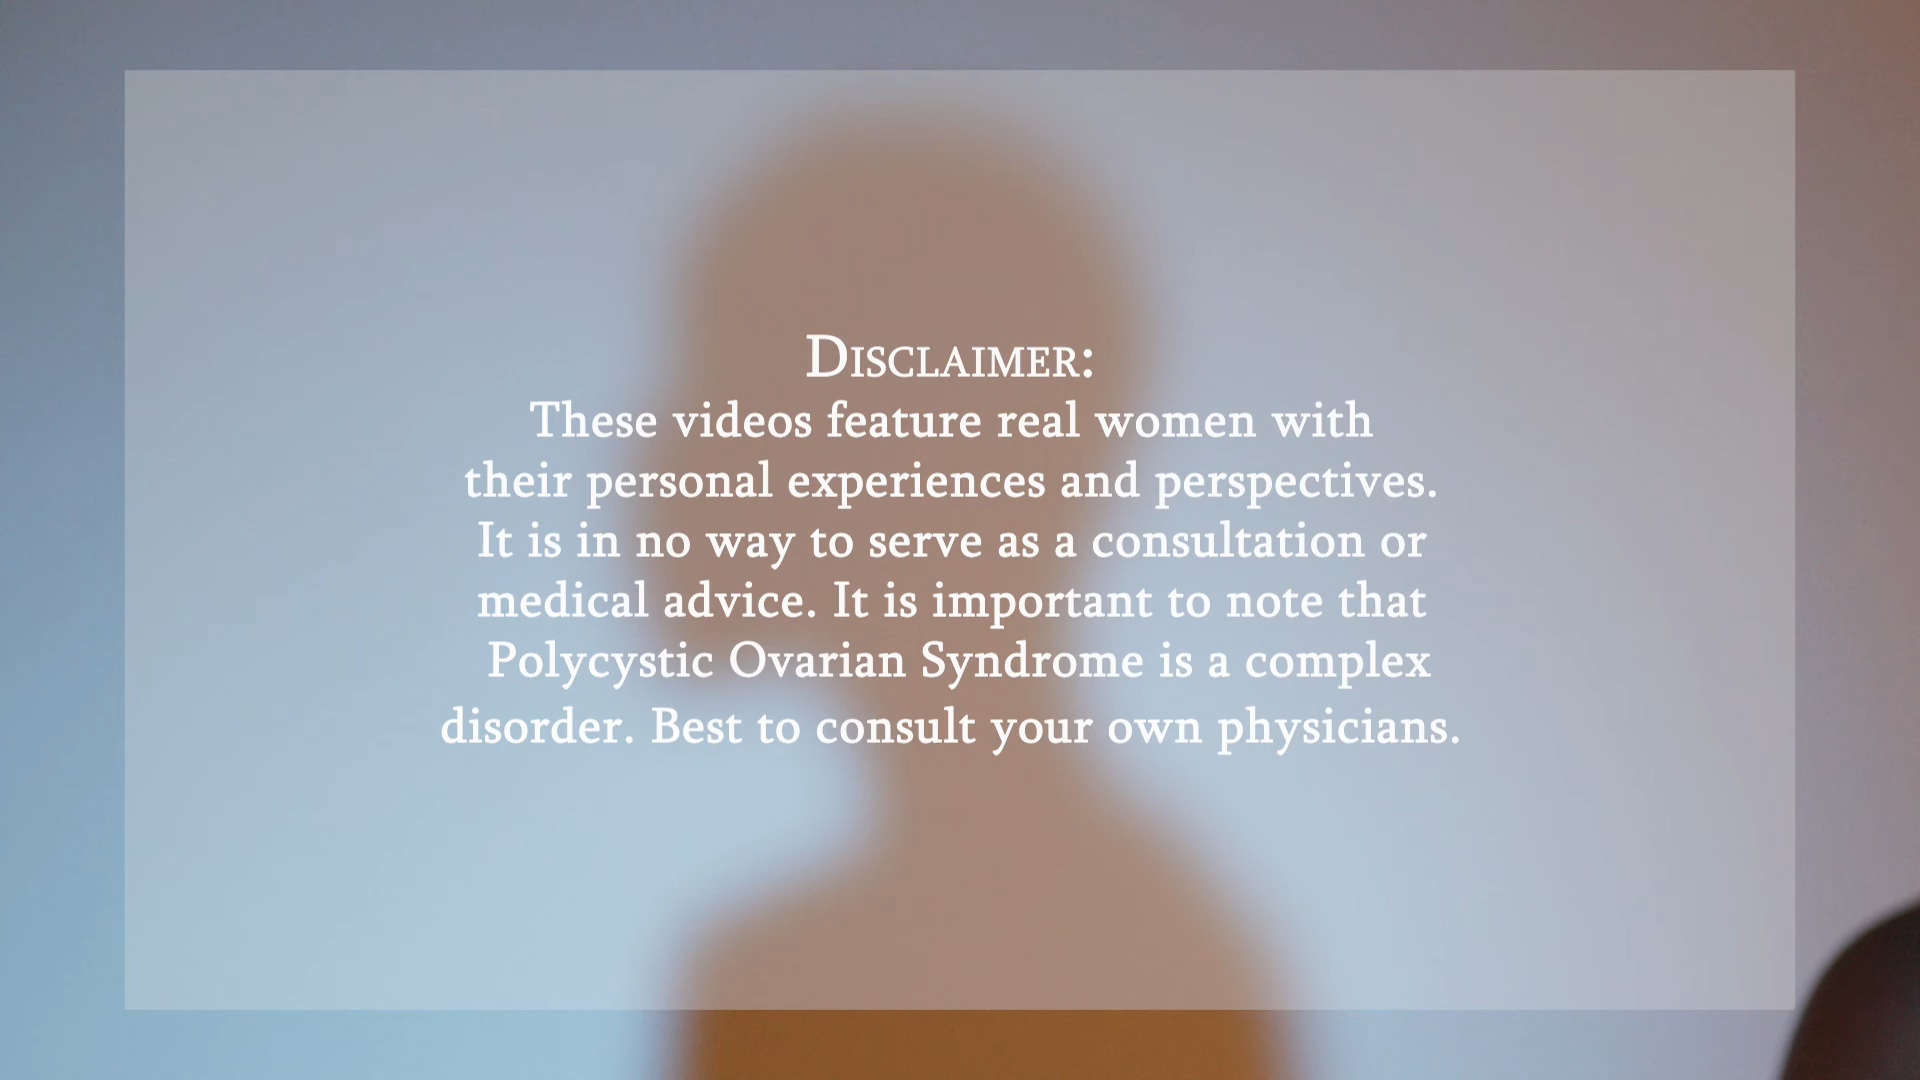 DISCLAIMER:
These videos feature real women with
their personal experiences and perspectives.
It is in no way to serve as a consultation or
medical advice. It is important to note that
Polycystic Ovarian Syndrome is a complex
disorder. Best to consult your own physicians.